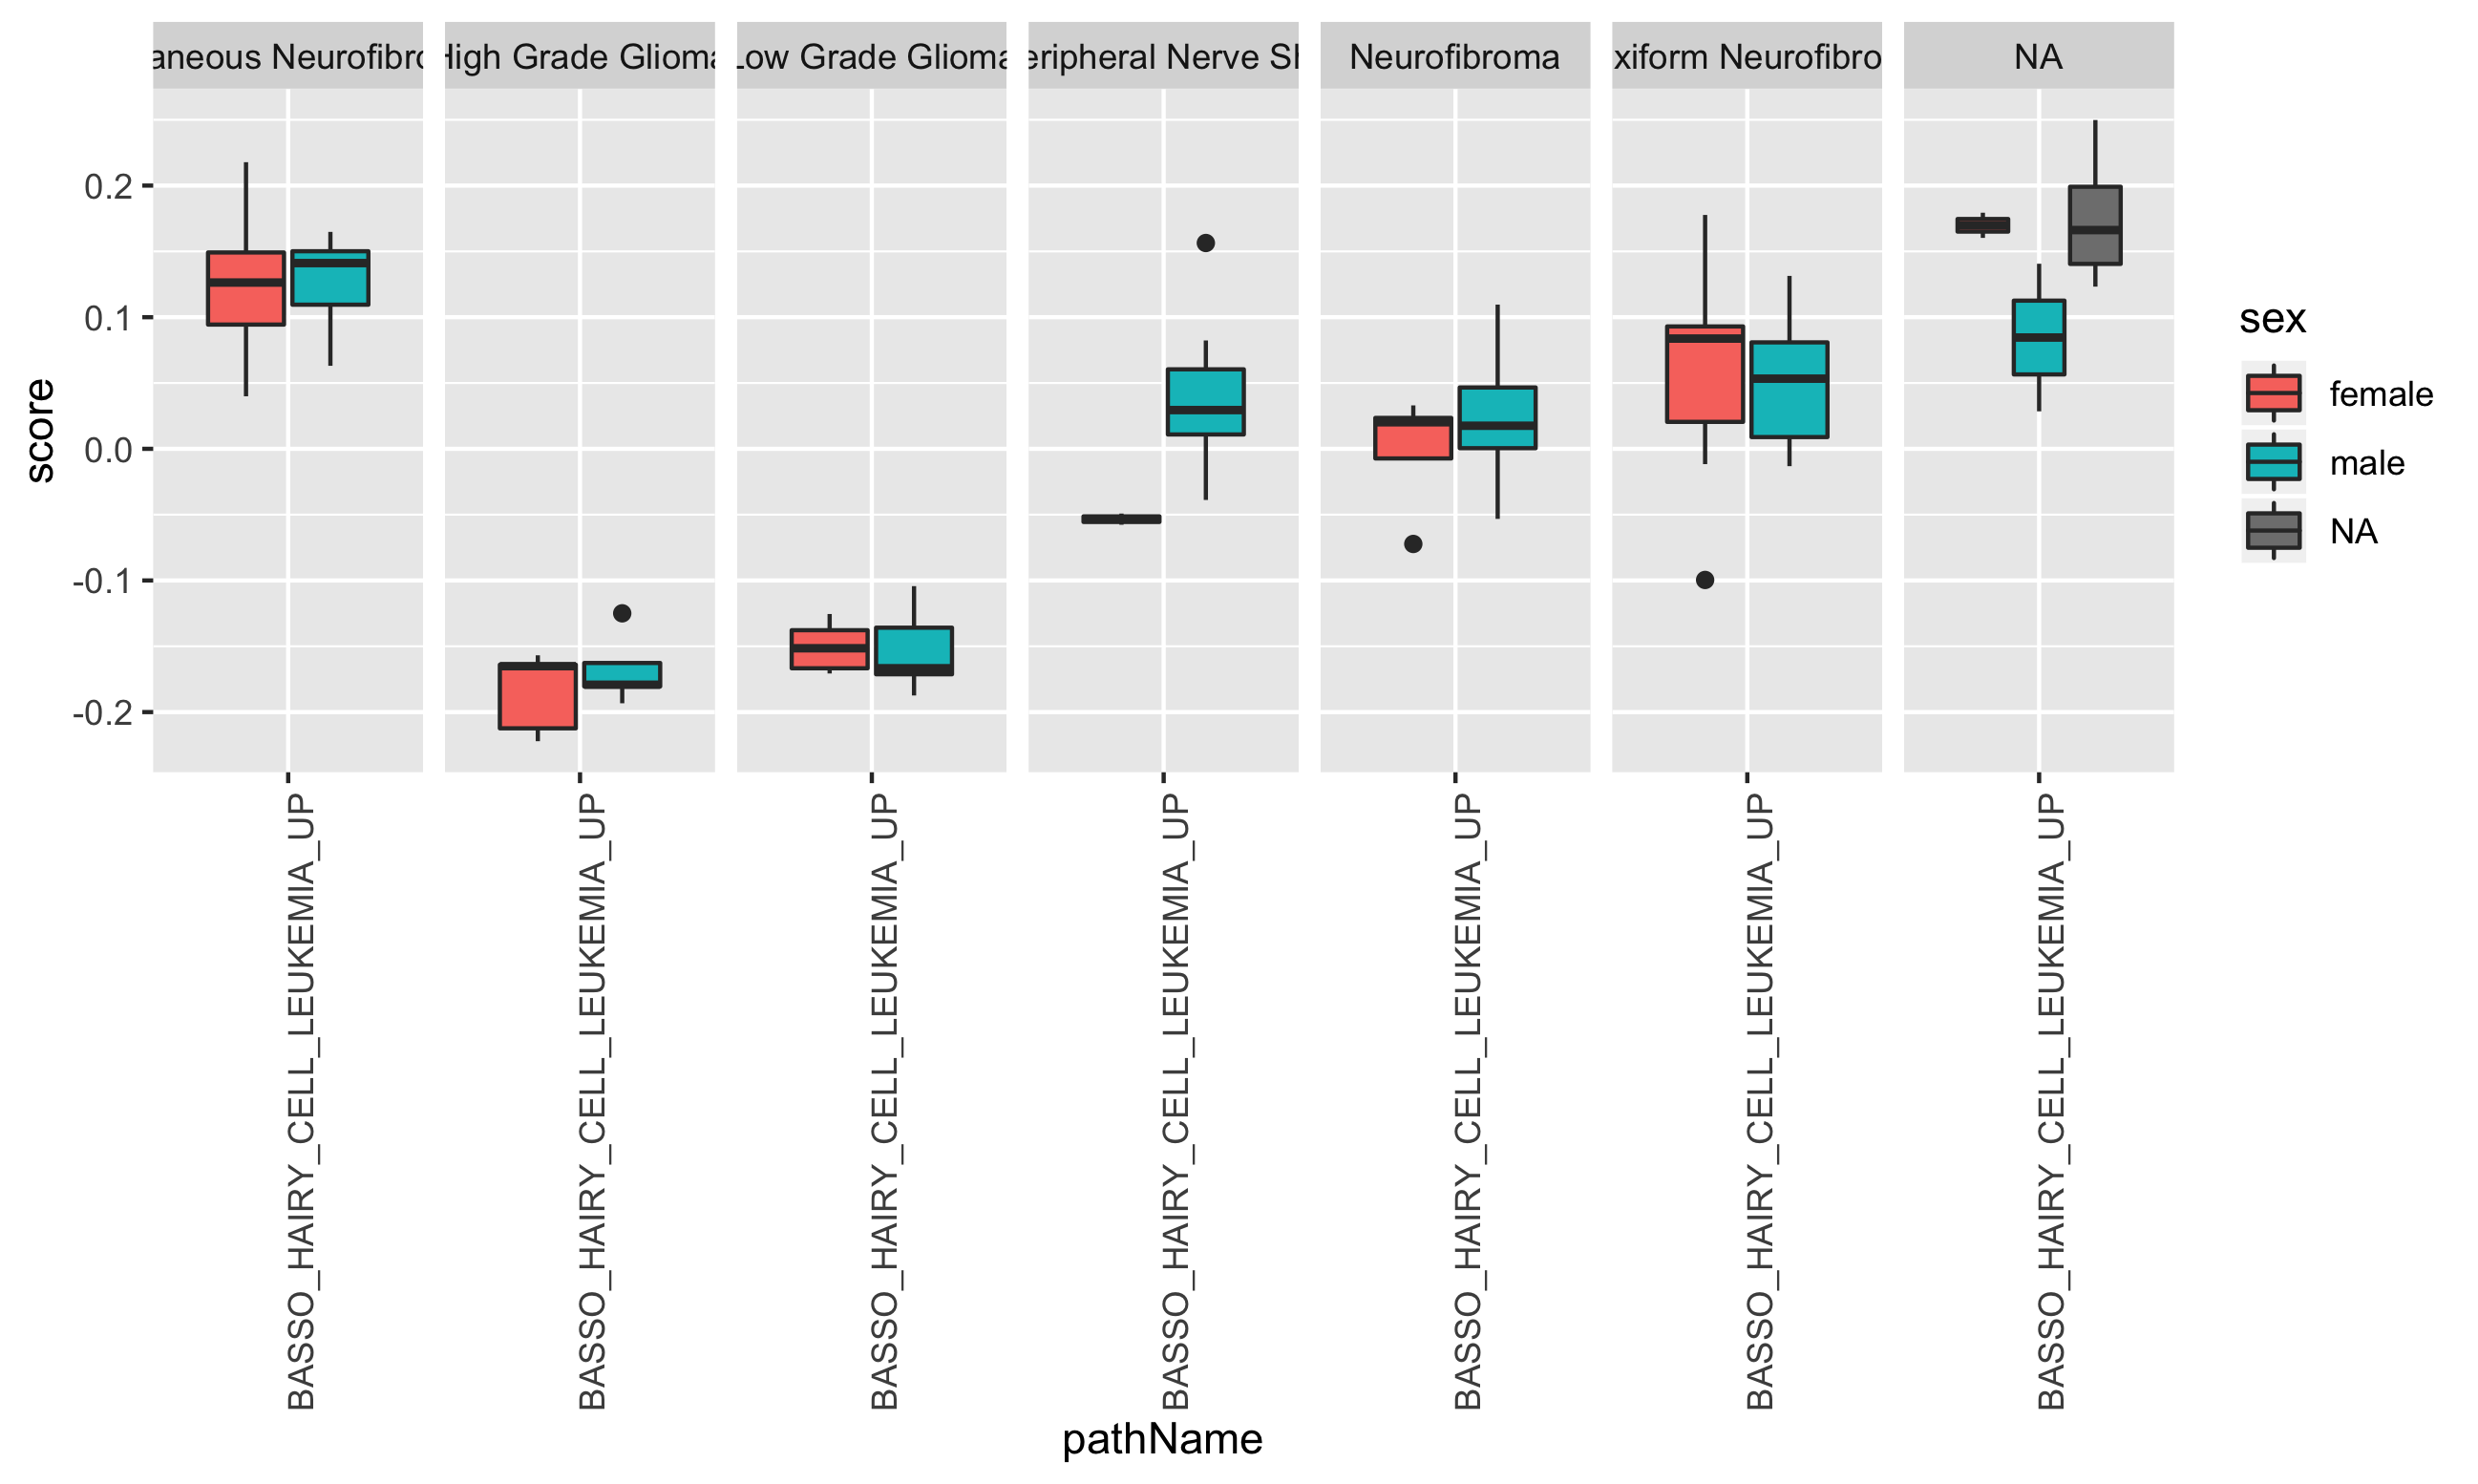 aneous Neurofibro
High Grade Glioma
Low Grade Glioma
eripheral Nerve Sh
Neurofibroma
xiform Neurofibro
NA
score
0.2
0.1
0.0
-0.1
-0.2
sex
female
male
NA
BASSO_HAIRY_CELL_LEUKEMIA_UP
BASSO_HAIRY_CELL_LEUKEMIA_UP
BASSO_HAIRY_CELL_LEUKEMIA_UP
BASSO_HAIRY_CELL_LEUKEMIA_UP
BASSO_HAIRY_CELL_LEUKEMIA_UP
BASSO_HAIRY_CELL_LEUKEMIA_UP
BASSO_HAIRY_CELL_LEUKEMIA_UP
pathName